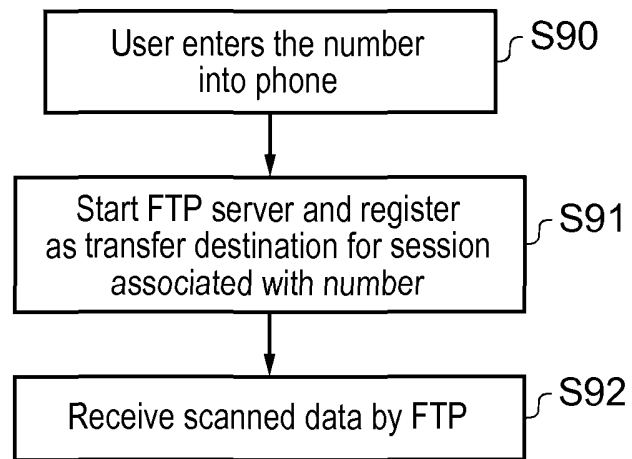 User enters the number
into phone
S90
Start FTP server and register
as transfer destination for session
associated with number
S91
Receive scanned data by FTP
S92